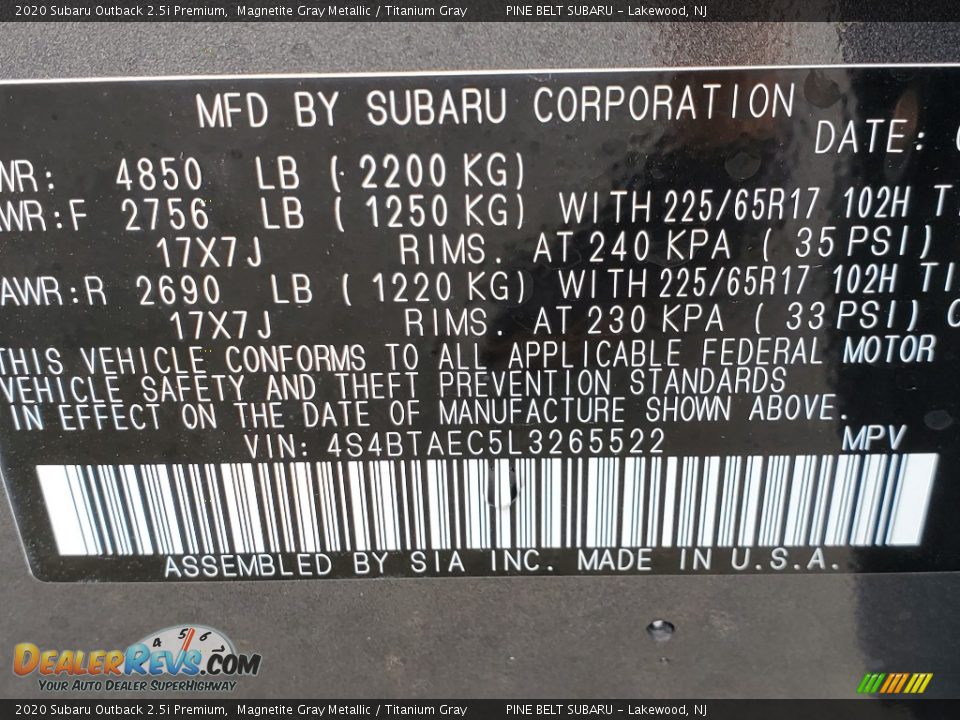 2020 Subaru Outback 2.5i Premium, Magnetite Gray Metallic / Titanium Gray PINE BELT SUBARU - Lakewood, NJ
MFD BY SUBARU CORPORATION
DATE:
WR: 4850 LB ( 2200 KG)
AWR:F 2756 LB ( 1250 KG) WITH 225/65R17 102H
17X7J RIMS. AT 240 KPA ( 35 PSI)
AWR:R 2690 LB ( 1220 KG) WITH 225/65R17 102H
17X7J RIMS. AT 230 KPA ( 33 PSI)
THIS VEHICLE CONFORMS TO ALL APPLICABLE FEDERAL MOTOR
VEHICLE SAFETY AND THEFT PREVENTION STANDARDS
IN EFFECT ON THE DATE OF MANUFACTURE SHOWN ABOVE.
VIN: 4S4BTAEC5L3265522 MPV
ASSEMBLED BY SIA INC. MADE IN U.S.A.
4 5 6
DealerRevs.com
Your Auto Dealer SuperHighway
2020 Subaru Outback 2.5i Premium, Magnetite Gray Metallic / Titanium Gray PINE BELT SUBARU - Lakewood, NJ